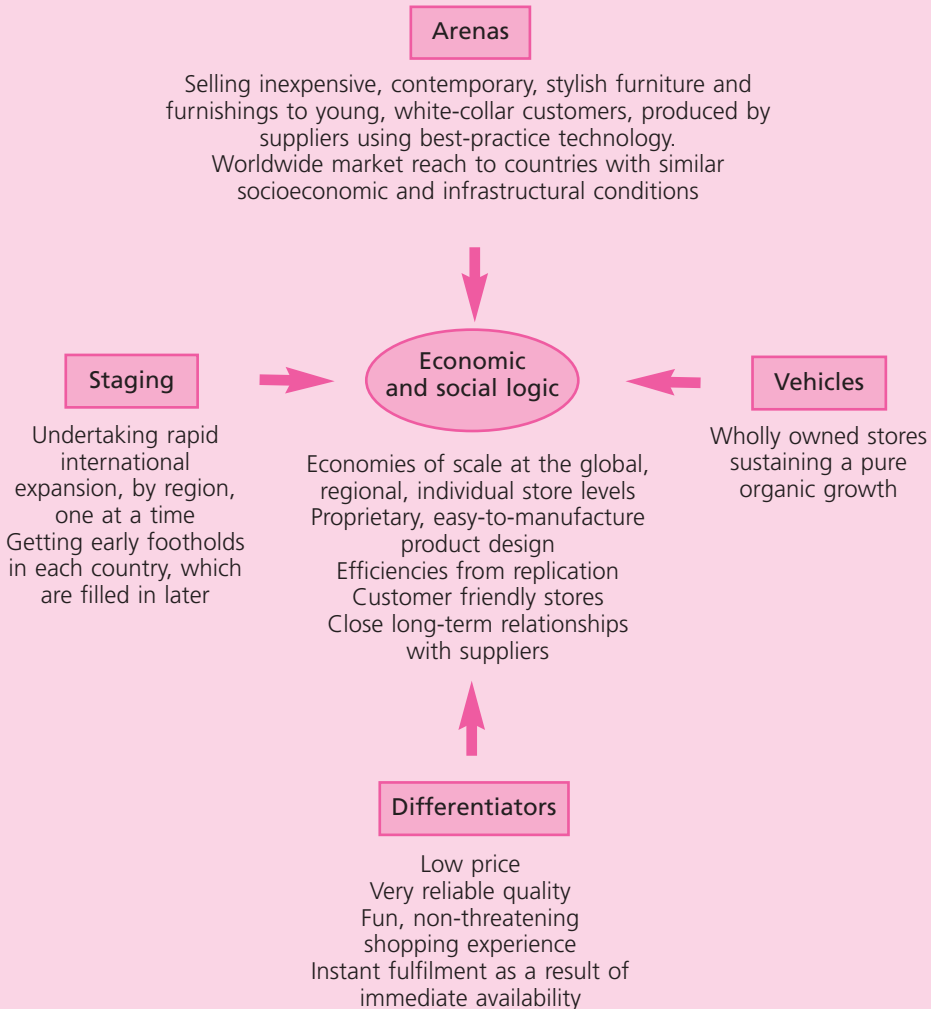 Arenas
Selling inexpensive, contemporary, stylish furniture and
furnishings to young, white-collar customers, produced by
suppliers using best-practice technology.
Worldwide market reach to countries with similar
socioeconomic and infrastructural conditions
Staging
Undertaking rapid
international
expansion, by region,
one at a time
Getting early footholds
in each country, which
are filled in later
Economic
and social logic
Economies of scale at the global,
regional, individual store levels
Proprietary, easy-to-manufacture
product design
Efficiencies from replication
Customer friendly stores
Close long-term relationships
with suppliers
Vehicles
Wholly owned stores
sustaining a pure
organic growth
Differentiators
Low price
Very reliable quality
Fun, non-threatening
shopping experience
Instant fulfilment as a result of
immediate availability